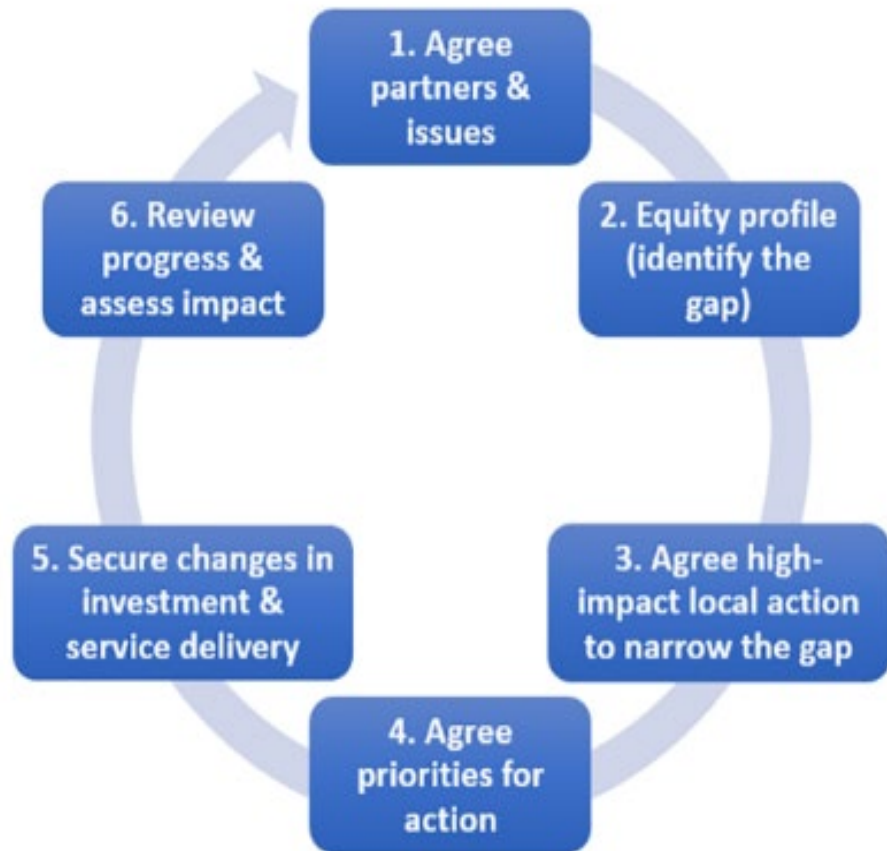 1. Agree
partners &
issues
2. Equity profile
(identify the
gap)
3. Agree high-
impact local action
to narrow the gap
4. Agree
priorities for
action
5. Secure changes in
investment &
service delivery
6. Review
progress &
assess impact